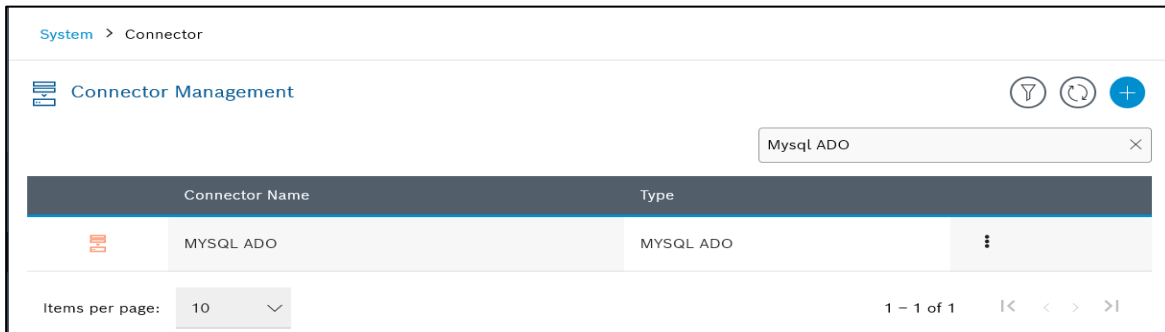 System > Connector
Connector Management
Mysql ADO
Connector Name Type
MYSQL ADO MYSQL ADO
Items per page: 10 1 – 1 of 1